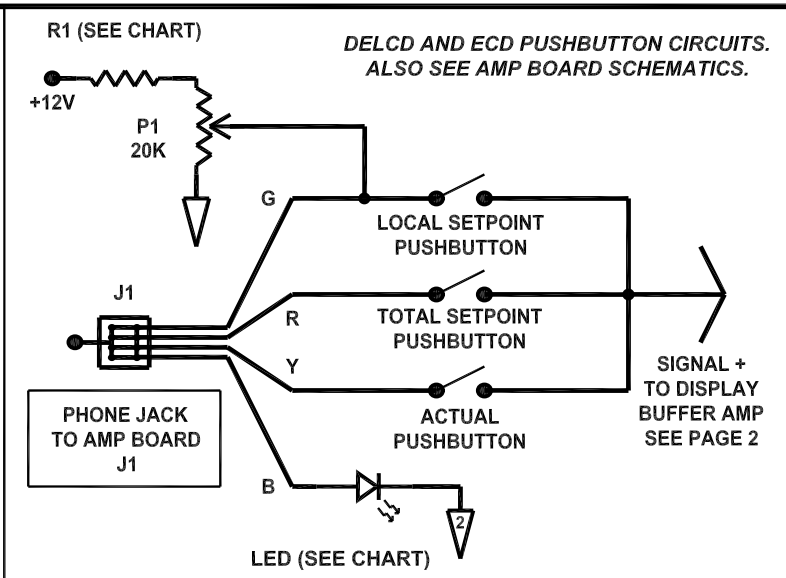 R1 (SEE CHART)
DELCD AND ECD PUSHBUTTON CIRCUITS.
ALSO SEE AMP BOARD SCHEMATICS.
+12V
P1
20K
G
LOCAL SETPOINT
PUSHBUTTON
J1
R
TOTAL SETPOINT
PUSHBUTTON
Y
ACTUAL
PUSHBUTTON
SIGNAL +
TO DISPLAY
BUFFER AMP
SEE PAGE 2
PHONE JACK
TO AMP BOARD
J1
B
2
LED (SEE CHART)